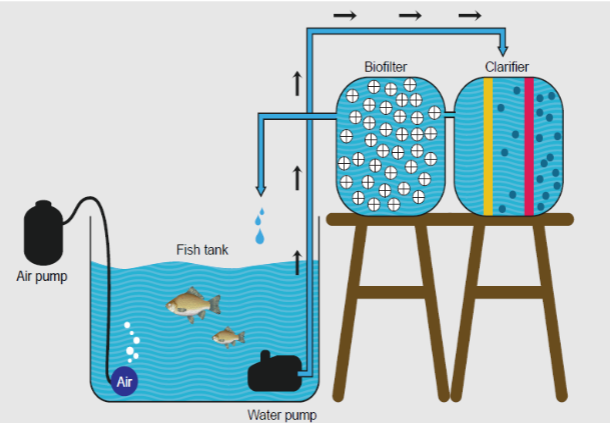 Biofilter
Clarifier
Fish tank
Air pump
Air
Water pump